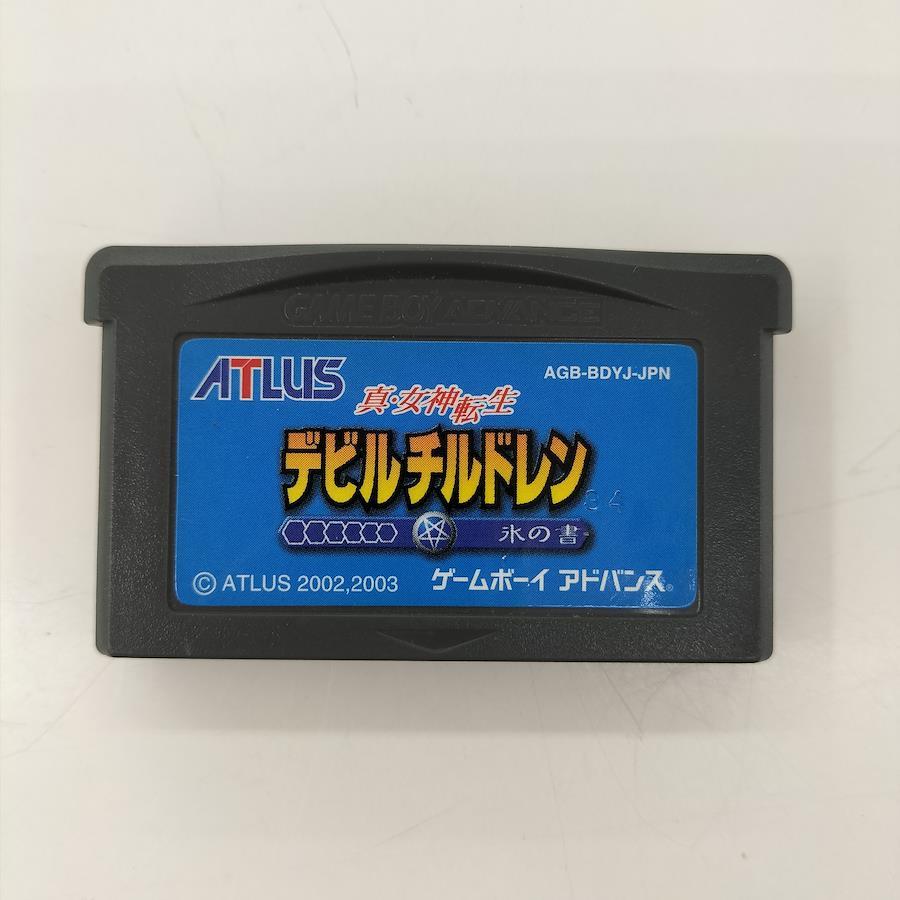 GAME BOY ADVANCE
ATLUS
AGB-BDYJ-JPN
真・女神転生
デビルチルドレン
氷の書
© ATLUS 2002,2003
ゲームボーイ アドバンス®